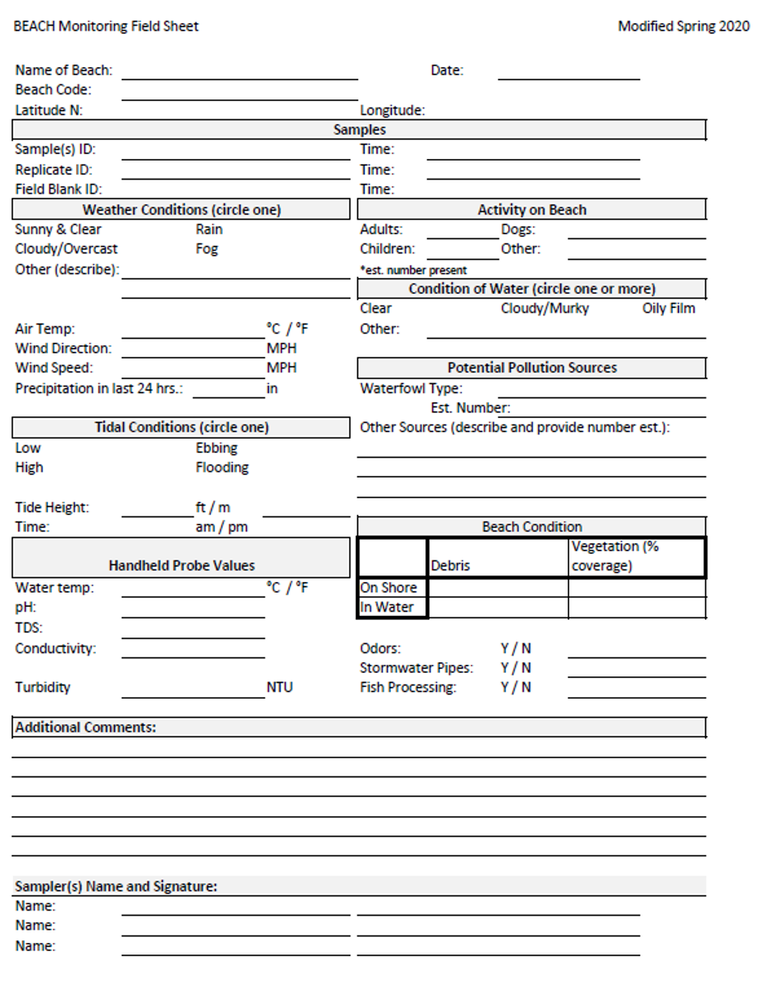 BEACH Monitoring Field Sheet Modified Spring 2020
Name of Beach: Date:
Beach Code:
Latitude N: Longitude:
Samples
Sample(s) ID: Time:
Replicate ID: Time:
Field Blank ID: Time:
Weather Conditions (circle one) Activity on Beach
Sunny & Clear Rain Adults: Dogs:
Cloudy/Overcast Fog Children: Other:
Other (describe): *est. number present
Condition of Water (circle one or more)
Clear Cloudy/Murky Oily Film
Air Temp: °C / °F Other:
Wind Direction: MPH
Wind Speed: MPH Potential Pollution Sources
Precipitation in last 24 hrs.: in Waterfowl Type:
Est. Number:
Tidal Conditions (circle one) Other Sources (describe and provide number est.):
Low Ebbing
High Flooding
Tide Height: ft / m
Time: am / pm Beach Condition
Vegetation (%
Handheld Probe Values Debris coverage)
Water temp: °C / °F On Shore
pH: In Water
TDS:
Conductivity: Odors: Y / N
Stormwater Pipes: Y / N
Turbidity NTU Fish Processing: Y / N
Additional Comments:
Sampler(s) Name and Signature:
Name:
Name:
Name: